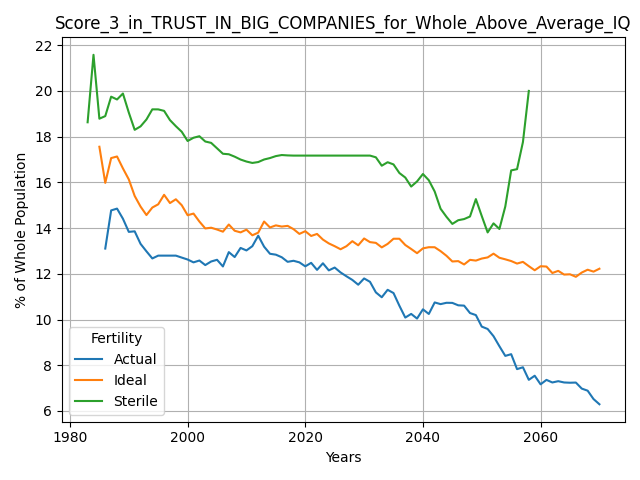 Score_3_in_TRUST_IN_BIG_COMPANIES_for_Whole_Above_Average_IQ
22
20
18
16
14
12
10
8
6
% of Whole Population
Fertility
Actual
Ideal
Sterile
1980
2000
2020
2040
2060
Years